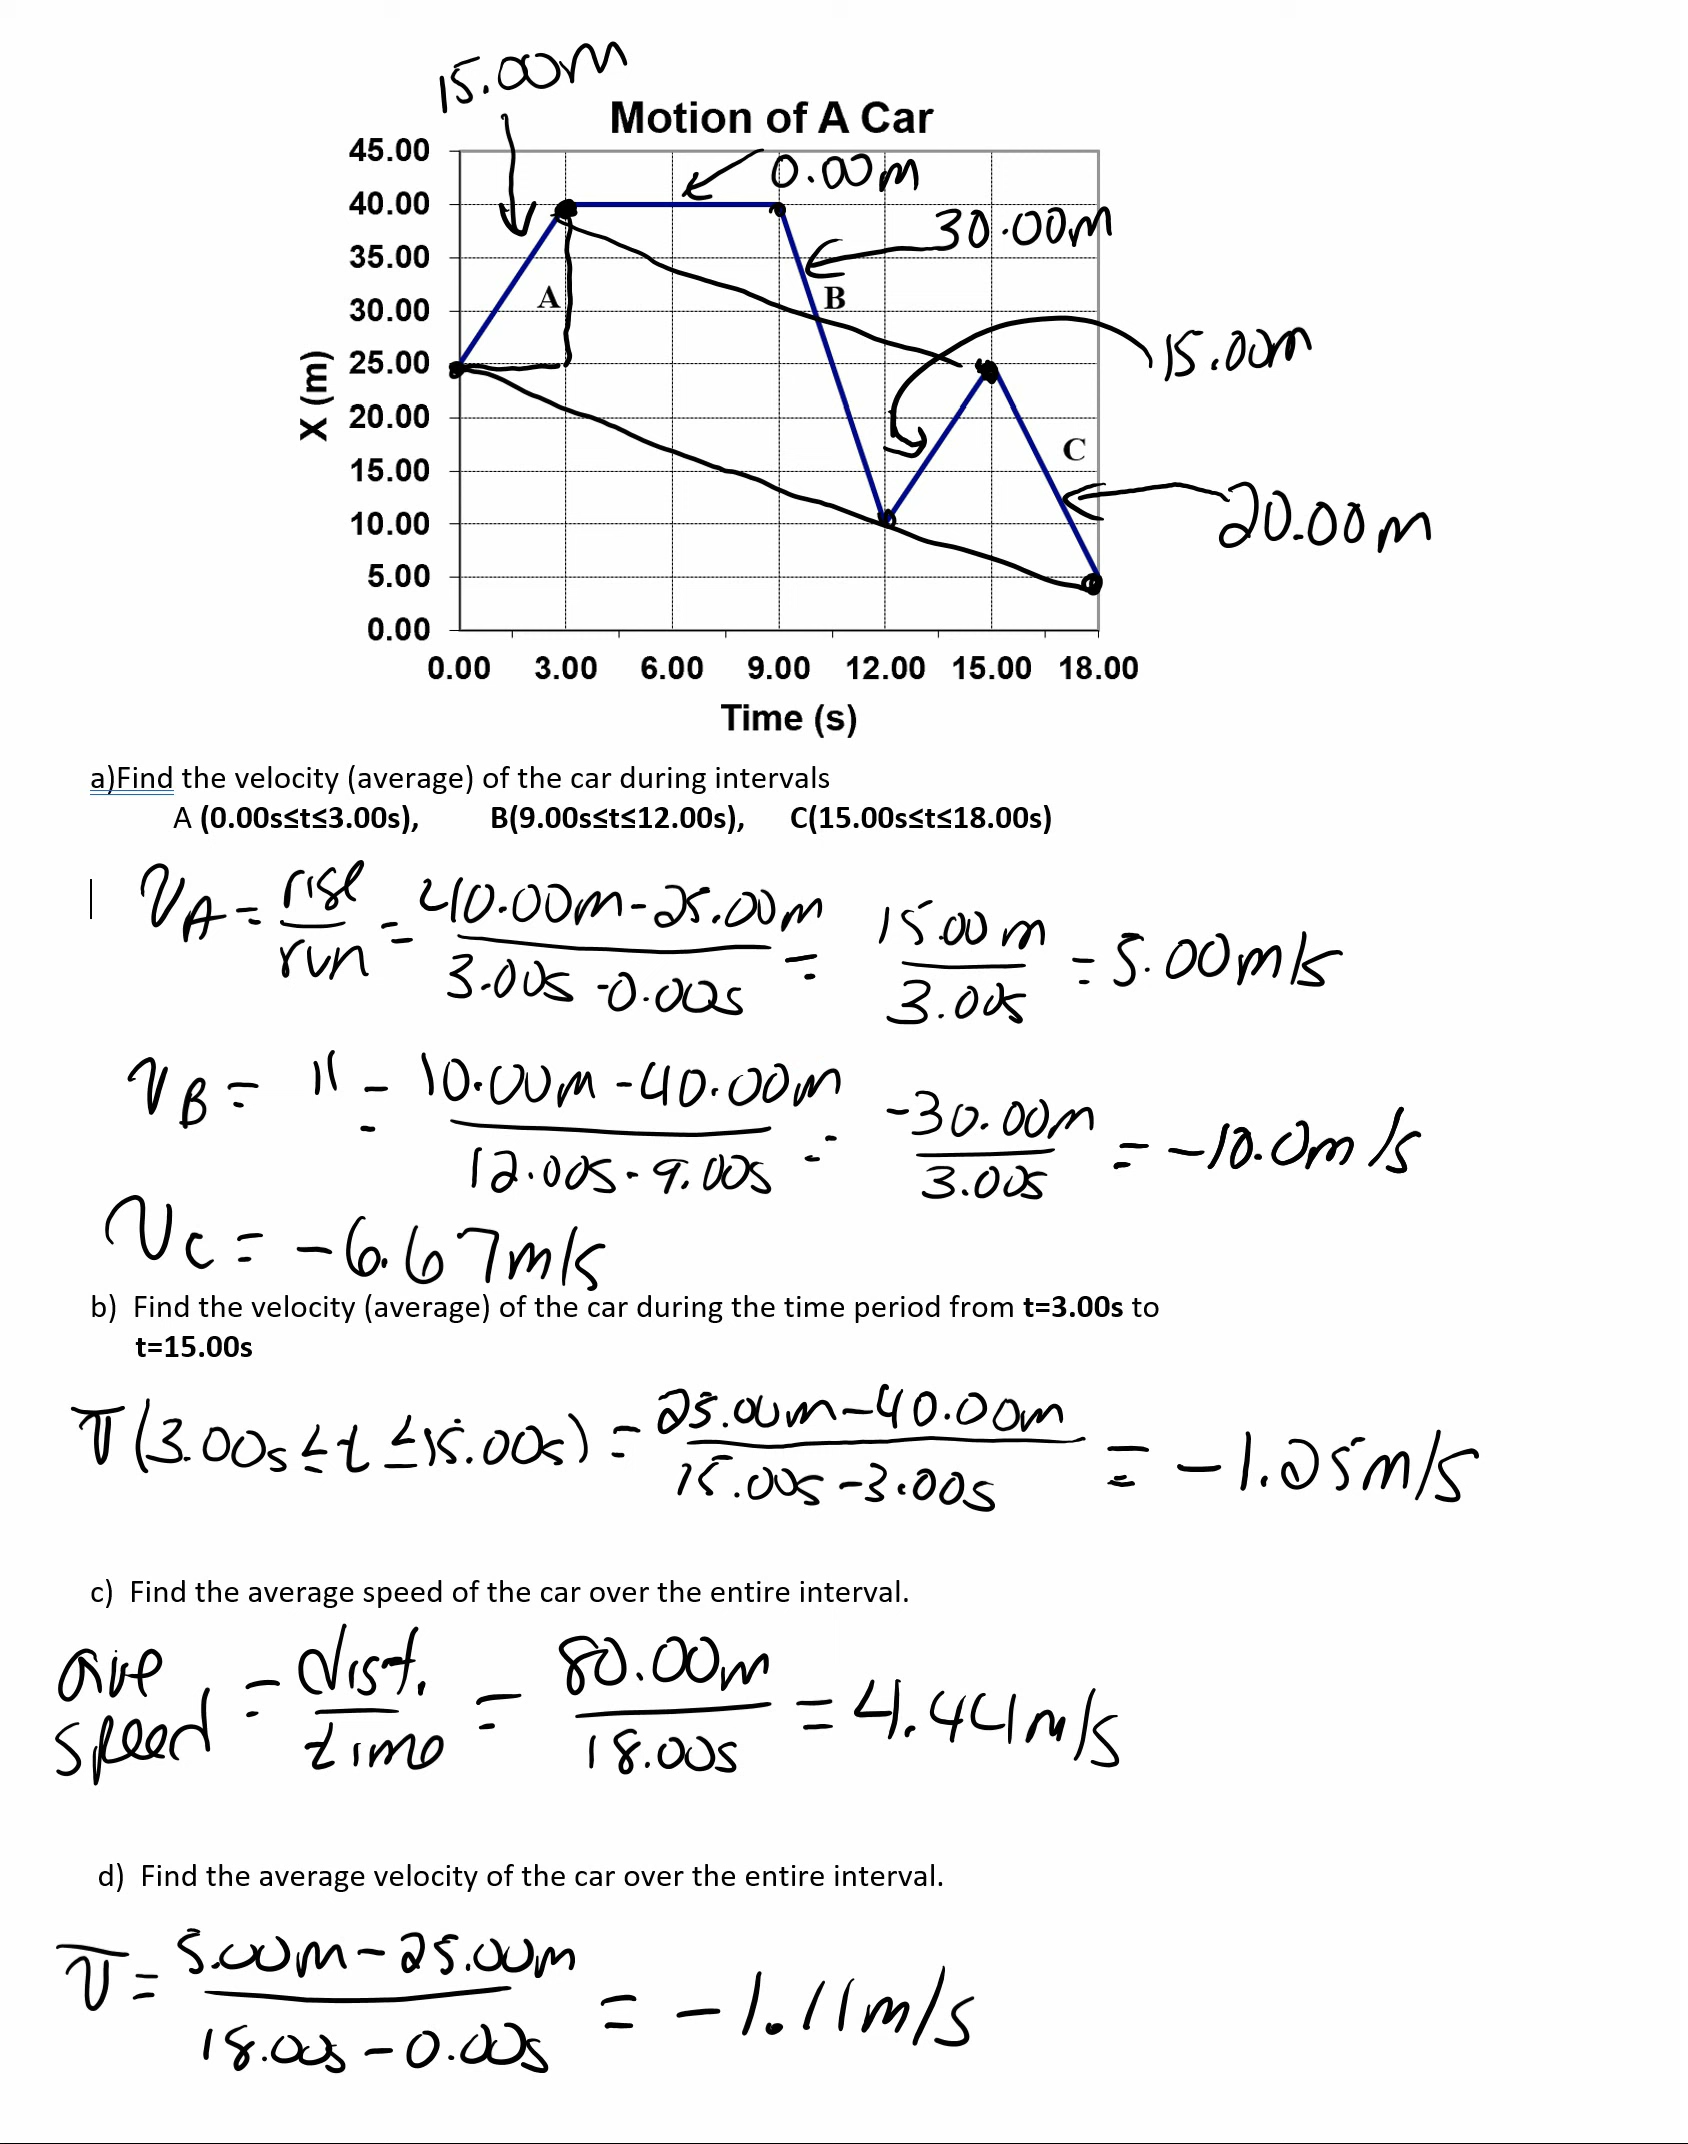 15.00m
Motion of A Car
45.00
0.00m
40.00
30.00m
35.00
A
B
30.00
15.00m
25.00
X (m)
20.00
C
15.00
20.00m
10.00
5.00
0.00
0.00 3.00 6.00 9.00 12.00 15.00 18.00
Time (s)
a)Find the velocity (average) of the car during intervals
A (0.00s≤t≤3.00s), B(9.00s≤t≤12.00s), C(15.00s≤t≤18.00s)
v_A = rise/run = (40.00m-25.00m)/(3.00s-0.00s) = 15.00m/3.00s = 5.00m/s
v_B = " = (10.00m-40.00m)/(12.00s-9.00s) = -30.00m/3.00s = -10.0m/s
v_C = -6.67m/s
b) Find the velocity (average) of the car during the time period from t=3.00s to
t=15.00s
v̅(3.00s≤t≤15.00s) = (25.00m-40.00m)/(15.00s-3.00s) = -1.25m/s
c) Find the average speed of the car over the entire interval.
ave speed = dist./time = 80.00m/18.00s = 4.44m/s
d) Find the average velocity of the car over the entire interval.
v̅ = (5.00m-25.00m)/(18.00s-0.00s) = -1.11m/s